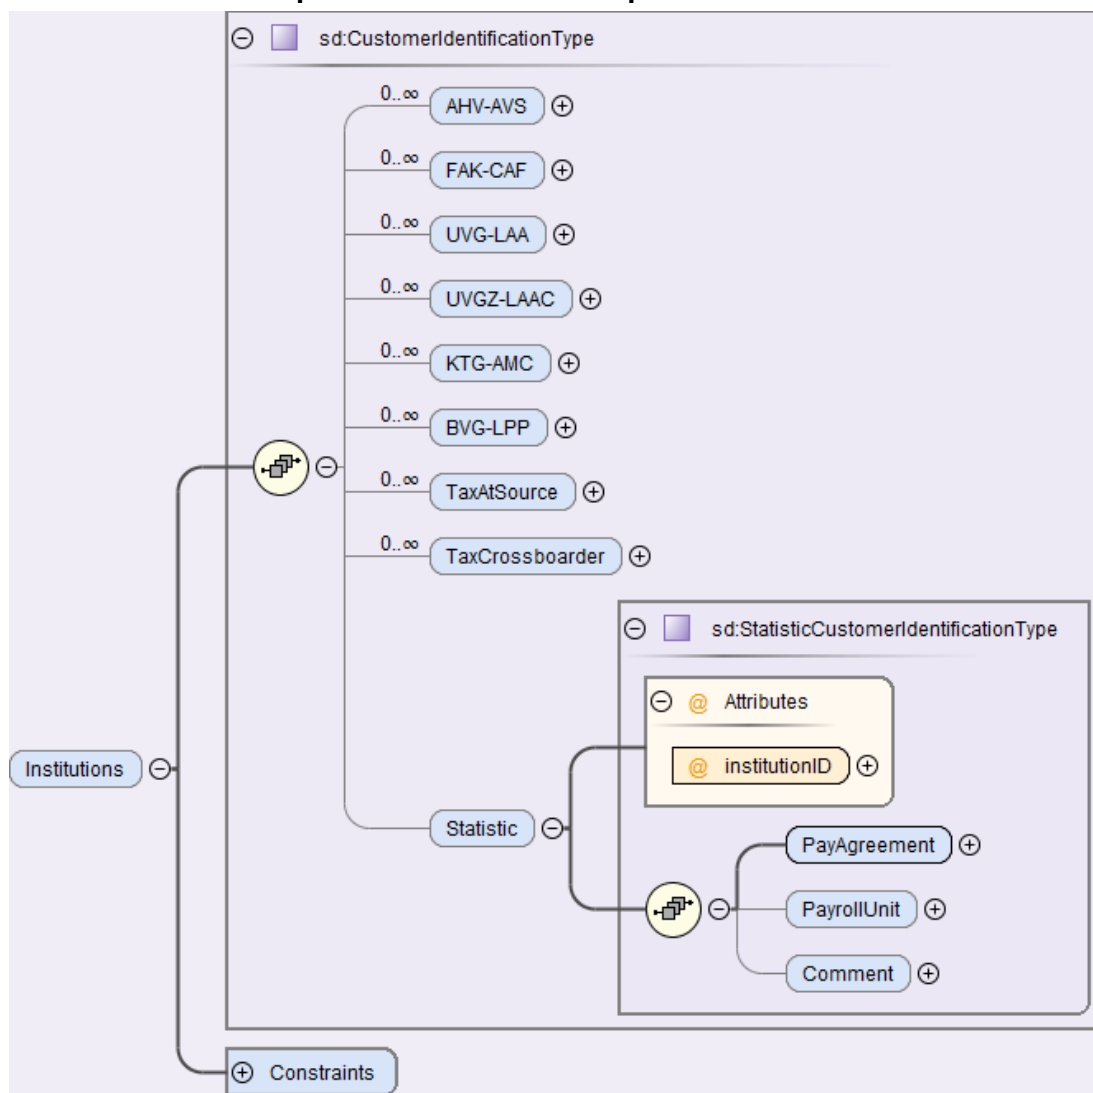 sd:CustomerIdentificationType
0..∞
AHV-AVS
0..∞
FAK-CAF
0..∞
UVG-LAA
0..∞
UVGZ-LAAC
0..∞
KTG-AMC
0..∞
BVG-LPP
0..∞
TaxAtSource
0..∞
TaxCrossboarder
sd:StatisticCustomerIdentificationType
@ Attributes
@ institutionID
Institutions
Statistic
PayAgreement
PayrollUnit
Comment
Constraints